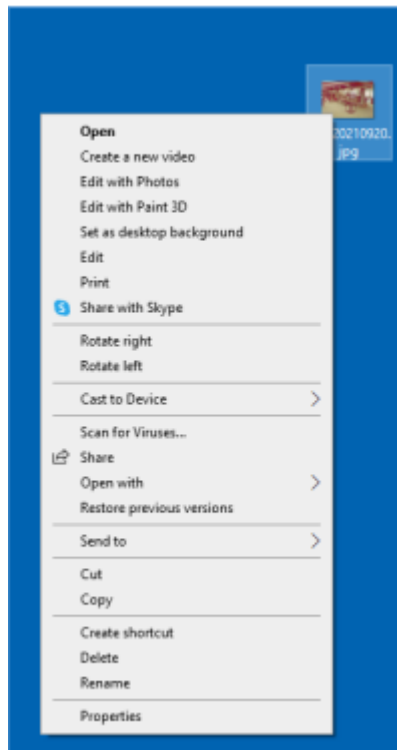 20210920.
jpg
Open
Create a new video
Edit with Photos
Edit with Paint 3D
Set as desktop background
Edit
Print
Share with Skype
Rotate right
Rotate left
Cast to Device
Scan for Viruses...
Share
Open with
Restore previous versions
Send to
Cut
Copy
Create shortcut
Delete
Rename
Properties